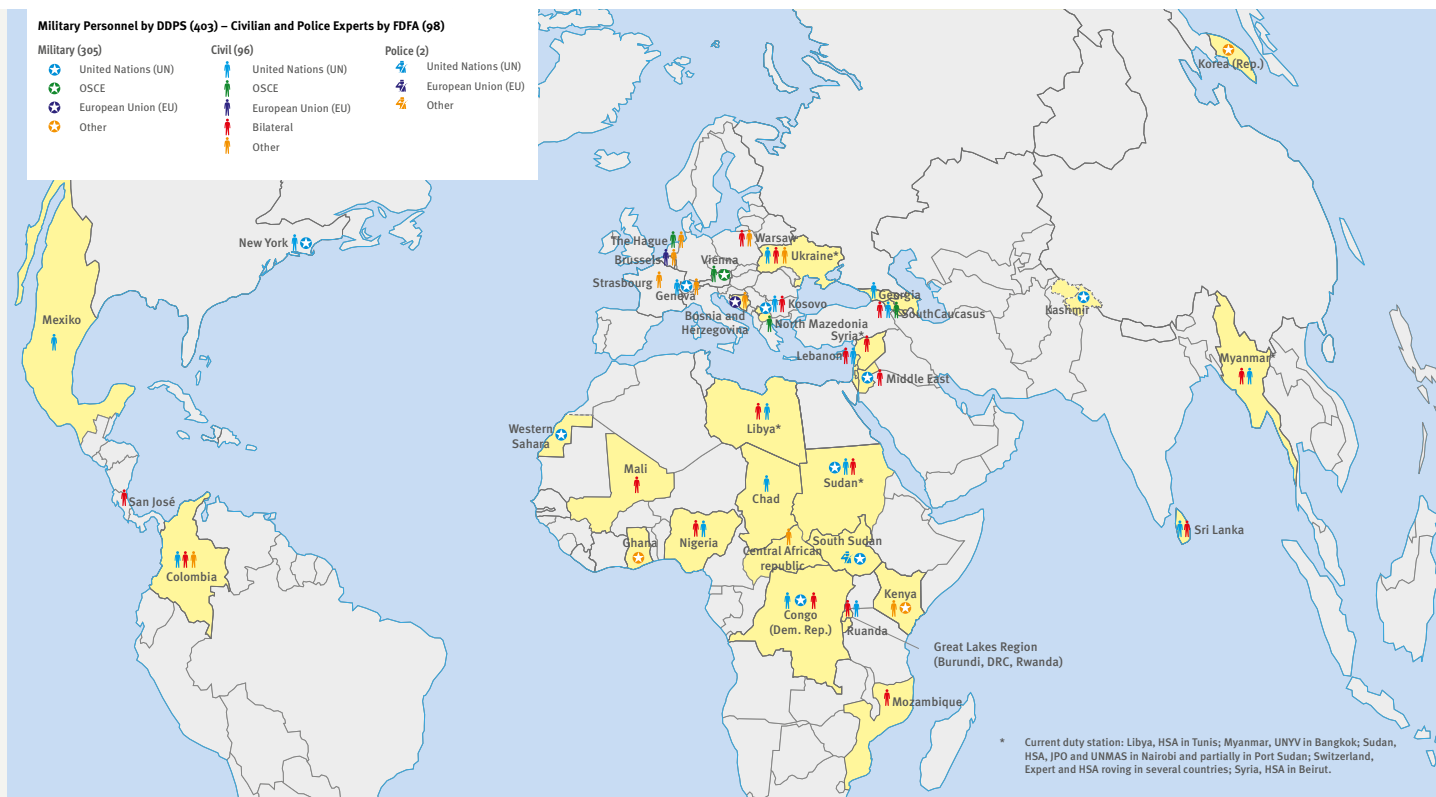 Military Personnel by DDPS (403) – Civilian and Police Experts by FDFA (98)
Military (305)
United Nations (UN)
OSCE
European Union (EU)
Other
Civil (96)
United Nations (UN)
OSCE
European Union (EU)
Bilateral
Other
Police (2)
United Nations (UN)
European Union (EU)
Other
Korea (Rep.)
New York
The Hague
Warsaw
Brussels
Vienna
Ukraine*
Strasbourg
Geneva
Georgia
Kosovo
Kashmir
Bosnia and
Herzegovina
SouthCaucasus
Mexiko
North Mazedonia
Syria*
Lebanon
Myanmar*
Middle East
Western
Sahara
Libya*
Mali
Chad
Sudan*
San José
Sri Lanka
Ghana
Nigeria
South Sudan
Central African
republic
Colombia
Kenya
Congo
(Dem. Rep.)
Ruanda
Great Lakes Region
(Burundi, DRC, Rwanda)
Mozambique
* Current duty station: Libya, HSA in Tunis; Myanmar, UNYV in Bangkok; Sudan,
HSA, JPO and UNMAS in Nairobi and partially in Port Sudan; Switzerland,
Expert and HSA roving in several countries; Syria, HSA in Beirut.